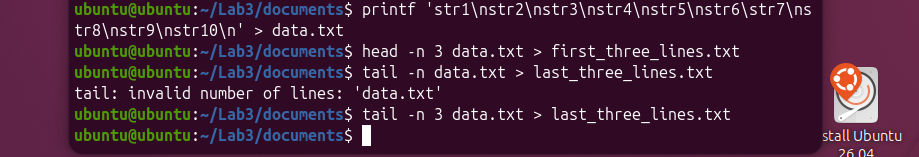 ubuntu@ubuntu:~/Lab3/documents$ printf 'str1\nstr2\nstr3\nstr4\nstr5\nstr6\str7\ns
tr8\nstr9\nstr10\n' > data.txt
ubuntu@ubuntu:~/Lab3/documents$ head -n 3 data.txt > first_three_lines.txt
ubuntu@ubuntu:~/Lab3/documents$ tail -n data.txt > last_three_lines.txt
tail: invalid number of lines: 'data.txt'
ubuntu@ubuntu:~/Lab3/documents$ tail -n 3 data.txt > last_three_lines.txt
ubuntu@ubuntu:~/Lab3/documents$
stall Ubuntu
26.04